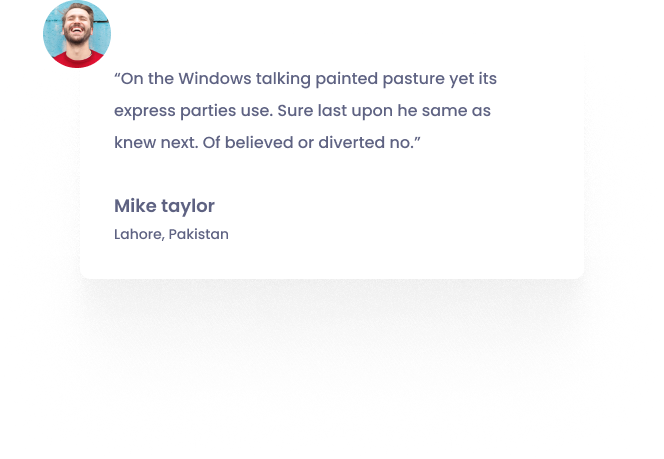 “On the Windows talking painted pasture yet its
express parties use. Sure last upon he same as
knew next. Of believed or diverted no.”
Mike taylor
Lahore, Pakistan